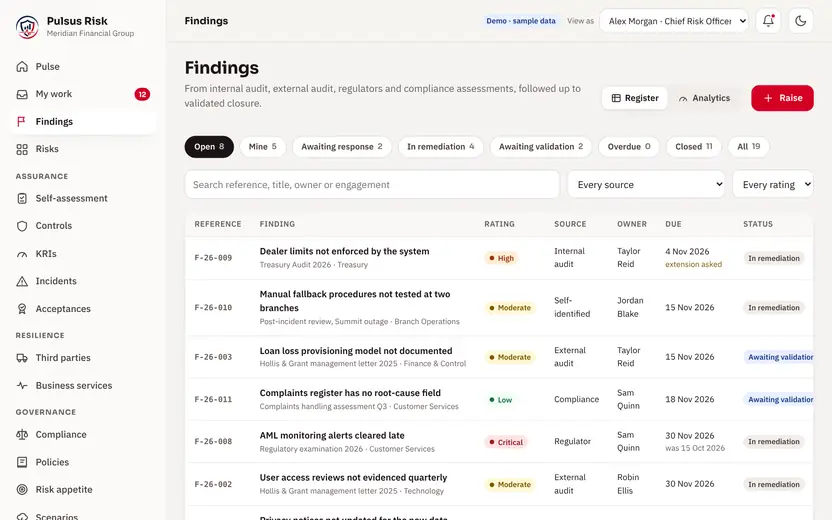 Pulsus Risk
Meridian Financial Group
Pulse
My work 12
Findings
Risks
ASSURANCE
Self-assessment
Controls
KRIs
Incidents
Acceptances
RESILIENCE
Third parties
Business services
GOVERNANCE
Compliance
Policies
Risk appetite
Scenarios
Findings
Demo · sample data
View as
Alex Morgan · Chief Risk Officer
Findings
From internal audit, external audit, regulators and compliance assessments, followed up to
validated closure.
Register
Analytics
Raise
Open 8
Mine 5
Awaiting response 2
In remediation 4
Awaiting validation 2
Overdue 0
Closed 11
All 19
Search reference, title, owner or engagement
Every source
Every rating
REFERENCE FINDING RATING SOURCE OWNER DUE STATUS
F-26-009
Dealer limits not enforced by the system
Treasury Audit 2026 · Treasury
High
Internal
audit
Taylor
Reid
4 Nov 2026
extension asked
In remediation
F-26-010
Manual fallback procedures not tested at two
branches
Post-incident review, Summit outage · Branch Operations
Moderate
Self-
identified
Jordan
Blake
15 Nov 2026
In remediation
F-26-003
Loan loss provisioning model not documented
Hollis & Grant management letter 2025 · Finance & Control
Moderate
External
audit
Taylor
Reid
15 Nov 2026
Awaiting validation
F-26-011
Complaints register has no root-cause field
Complaints handling assessment Q3 · Customer Services
Low
Compliance
Sam
Quinn
18 Nov 2026
Awaiting validation
F-26-008
AML monitoring alerts cleared late
Regulatory examination 2026 · Customer Services
Critical
Regulator
Sam
Quinn
30 Nov 2026
was 15 Oct 2026
In remediation
F-26-002
User access reviews not evidenced quarterly
Hollis & Grant management letter 2025 · Technology
Moderate
External
audit
Robin
Ellis
30 Nov 2026
In remediation
Privacy notices not updated for the new data